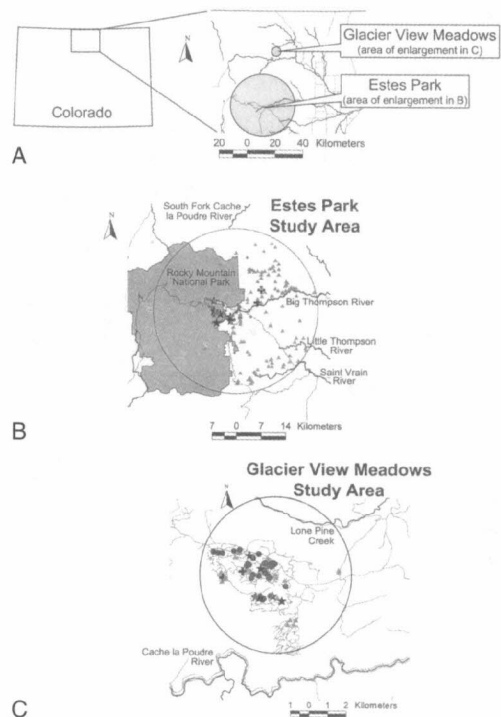 Glacier View Meadows
(area of enlargement in C)
Estes Park
(area of enlargement in B)
Colorado
N
20 0 20 40 Kilometers
A
South Fork Cache
la Poudre River
Estes Park
Study Area
N
Rocky Mountain
National Park
Big Thompson River
Little Thompson
River
Saint Vrain
River
7 0 7 14 Kilometers
B
Glacier View Meadows
Study Area
N
Lone Pine
Creek
Cache la Poudre
River
1 0 1 2 Kilometers
C